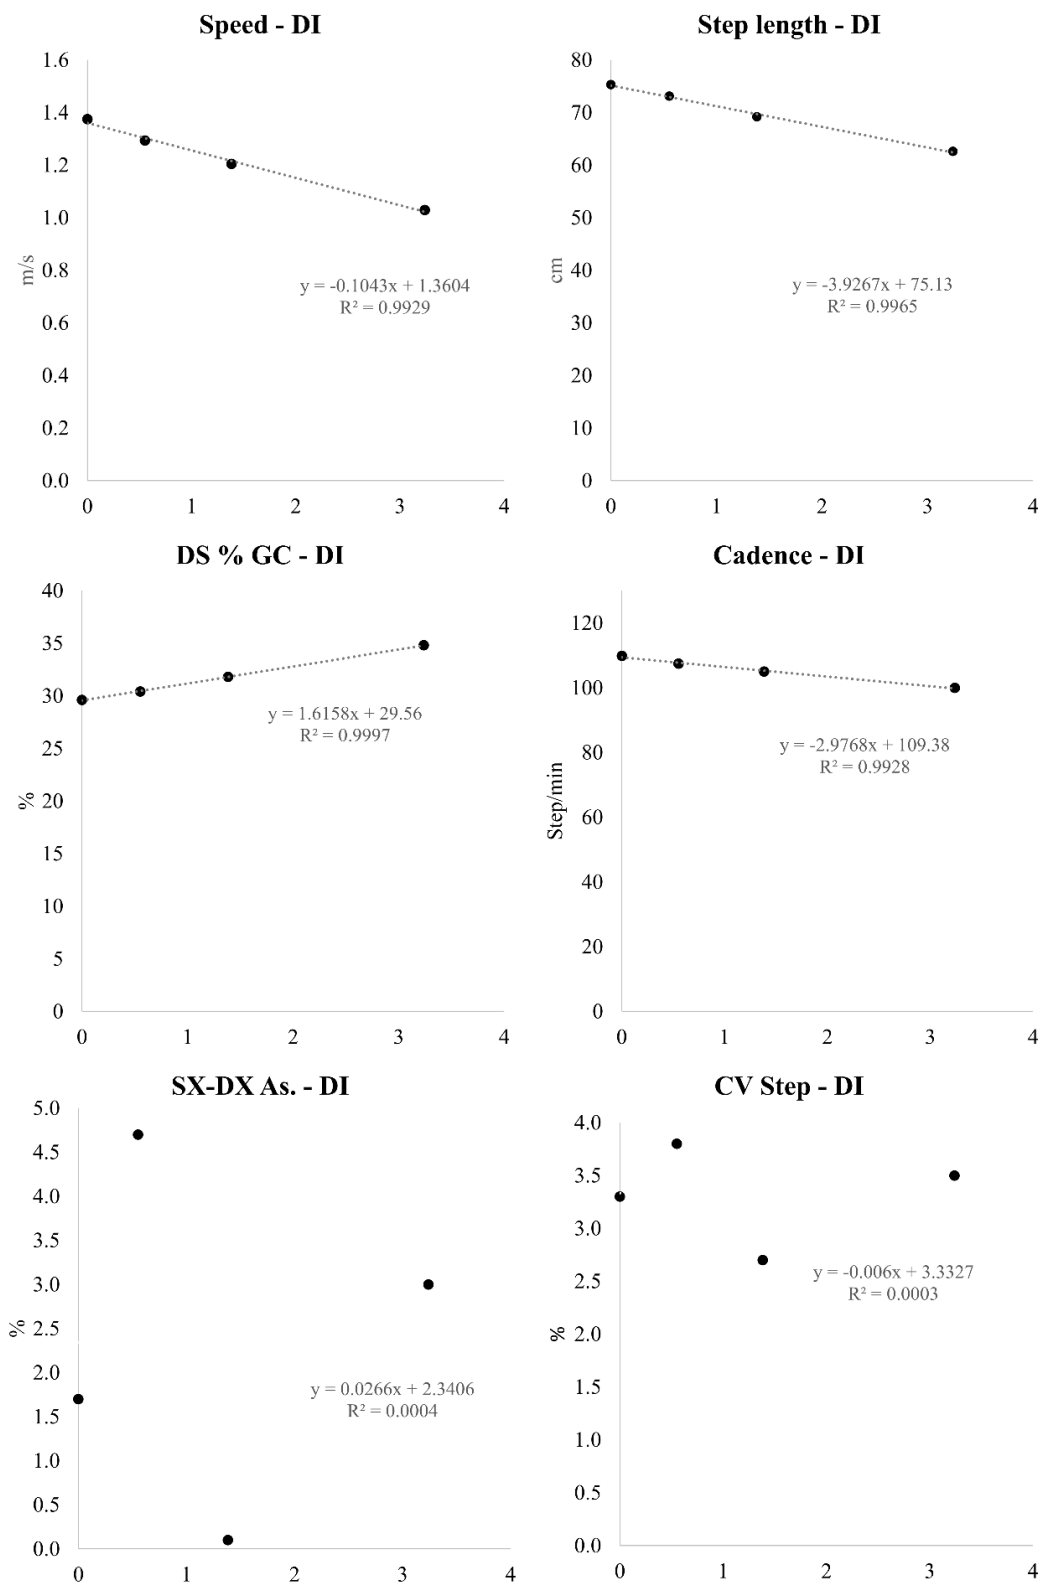 Speed - DI
1.6
1.4
1.2
1.0
0.8
0.6
0.4
0.2
0.0
m/s
y = -0.1043x + 1.3604
R² = 0.9929
0 1 2 3 4
Step length - DI
80
70
60
50
40
30
20
10
0
cm
y = -3.9267x + 75.13
R² = 0.9965
0 1 2 3 4
DS % GC - DI
40
35
30
25
20
15
10
5
0
%
y = 1.6158x + 29.56
R² = 0.9997
0 1 2 3 4
Cadence - DI
120
100
80
60
40
20
0
Step/min
y = -2.9768x + 109.38
R² = 0.9928
0 1 2 3 4
SX-DX As. - DI
5.0
4.5
4.0
3.5
3.0
2.5
2.0
1.5
1.0
0.5
0.0
%
y = 0.0266x + 2.3406
R² = 0.0004
0 1 2 3 4
CV Step - DI
4.0
3.5
3.0
2.5
2.0
1.5
1.0
0.5
0.0
%
y = -0.006x + 3.3327
R² = 0.0003
0 1 2 3 4